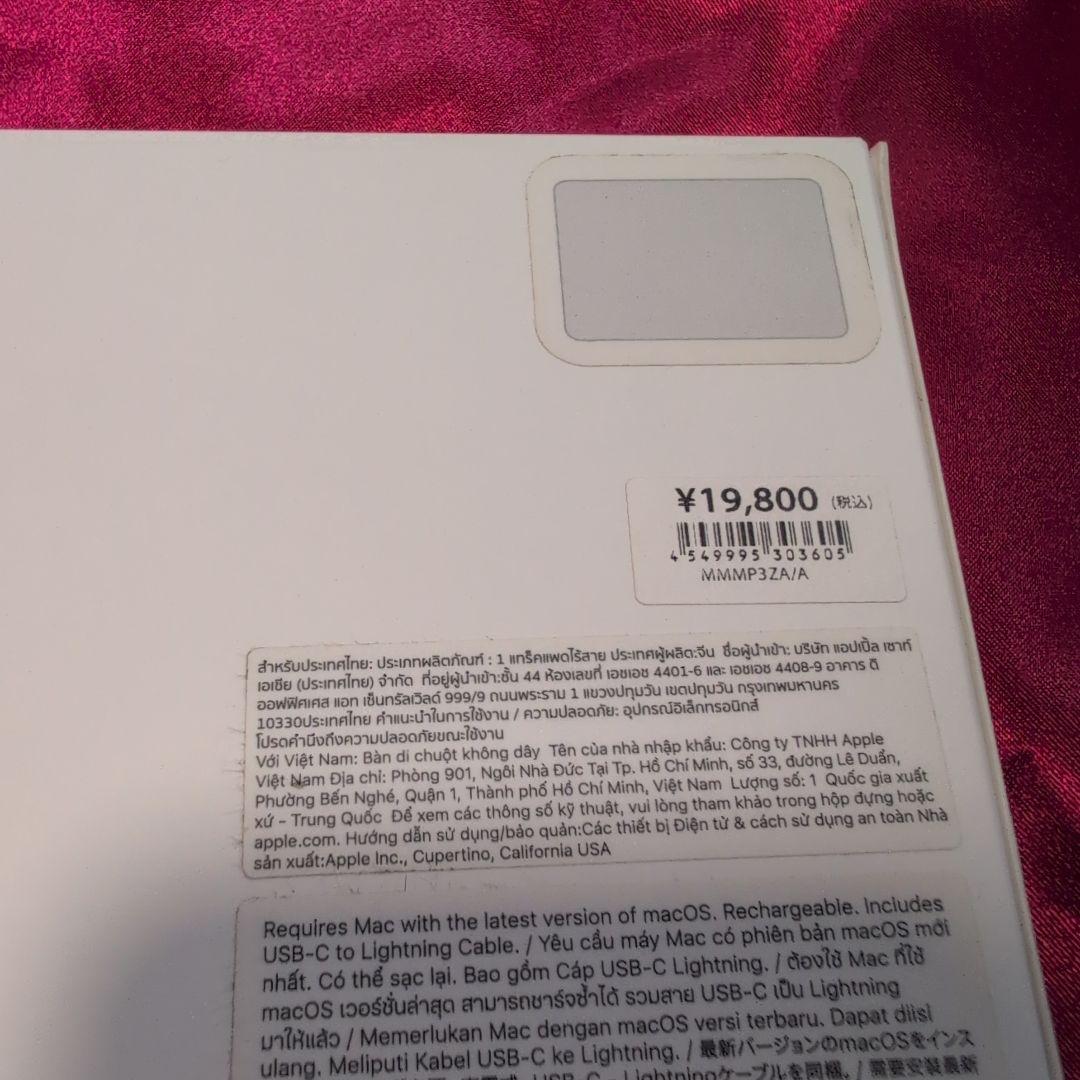 ¥19,800 (税込)
4 549995 303605
MMMP3ZA/A
สำหรับประเทศไทย: ประเภทผลิตภัณฑ์ : 1 แทร็คแพดไร้สาย ประเทศผู้ผลิต:จีน ชื่อผู้นำเข้า: บริษัท แอปเปิ้ล เซาท์
เอเชีย (ประเทศไทย) จำกัด ที่อยู่ผู้นำเข้า:ชั้น 44 ห้องเลขที่ เอชเอช 4401-6 และ เอชเอช 4408-9 อาคาร ดิ
ออฟฟิศเศส แอท เซ็นทรัลเวิลด์ 999/9 ถนนพระราม 1 แขวงปทุมวัน เขตปทุมวัน กรุงเทพมหานคร
10330ประเทศไทย คำแนะนำในการใช้งาน / ความปลอดภัย: อุปกรณ์อิเล็กทรอนิกส์
โปรดคำนึงถึงความปลอดภัยขณะใช้งาน
Với Việt Nam: Bàn di chuột không dây Tên của nhà nhập khẩu: Công ty TNHH Apple
Việt Nam Địa chỉ: Phòng 901, Ngôi Nhà Đức Tại Tp. Hồ Chí Minh, số 33, đường Lê Duẩn,
Phường Bến Nghé, Quận 1, Thành phố Hồ Chí Minh, Việt Nam Lượng số: 1 Quốc gia xuất
xứ – Trung Quốc Để xem các thông số kỹ thuật, vui lòng tham khảo trong hộp đựng hoặc
apple.com. Hướng dẫn sử dụng/bảo quản:Các thiết bị Điện tử & cách sử dụng an toàn Nhà
sản xuất:Apple Inc., Cupertino, California USA
Requires Mac with the latest version of macOS. Rechargeable. Includes
USB-C to Lightning Cable. / Yêu cầu máy Mac có phiên bản macOS mới
nhất. Có thể sạc lại. Bao gồm Cáp USB-C Lightning. / ต้องใช้ Mac ที่ใช้
macOS เวอร์ชั่นล่าสุด สามารถชาร์จซ้ำได้ รวมสาย USB-C เป็น Lightning
มาให้แล้ว / Memerlukan Mac dengan macOS versi terbaru. Dapat diisi
ulang. Meliputi Kabel USB-C ke Lightning. / 最新バージョンのmacOSをインス
USB-C - Lightningケーブルを同梱。/ 需要安裝最新